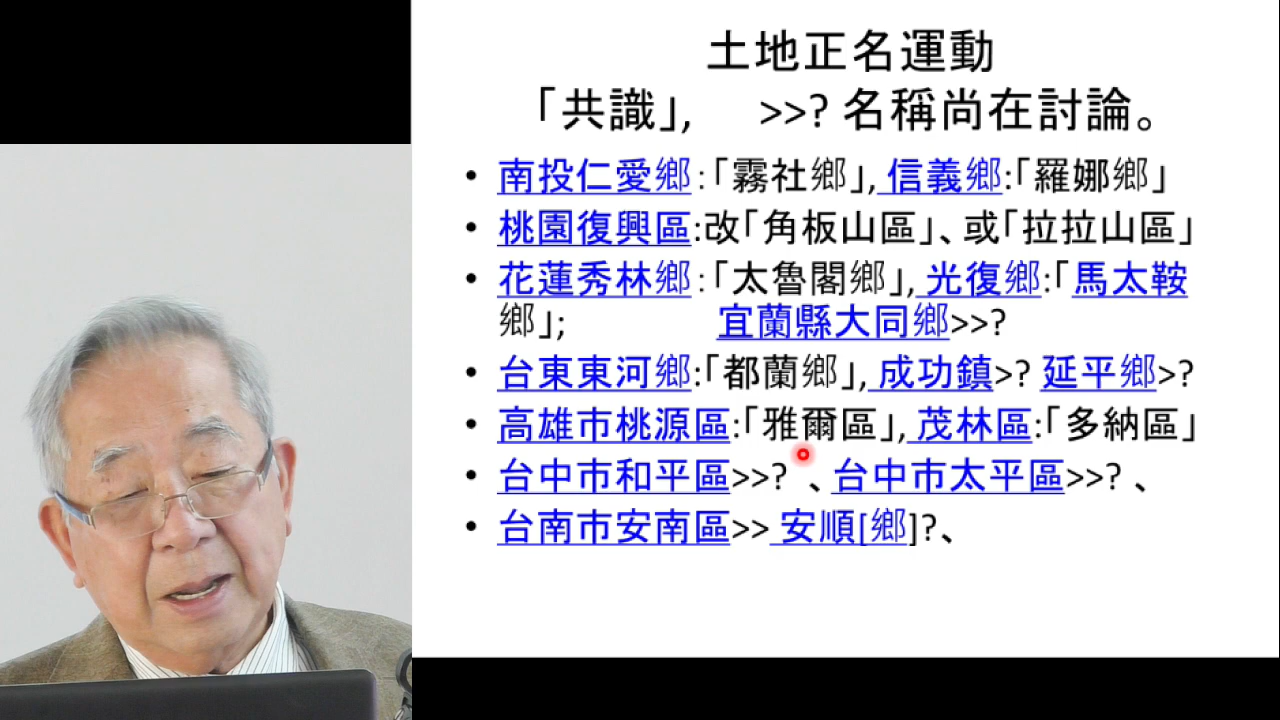 土地正名運動
「共識」, >>? 名稱尚在討論。
• 南投仁愛鄉:「霧社鄉」, 信義鄉:「羅娜鄉」
• 桃園復興區:改「角板山區」、或「拉拉山區」
• 花蓮秀林鄉:「太魯閣鄉」, 光復鄉:「馬太鞍
鄉」; 宜蘭縣大同鄉>>?
• 台東東河鄉:「都蘭鄉」, 成功鎮>? 延平鄉>?
• 高雄市桃源區:「雅爾區」, 茂林區:「多納區」
• 台中市和平區>>? 、台中市太平區>>? 、
• 台南市安南區>> 安順[鄉]?、